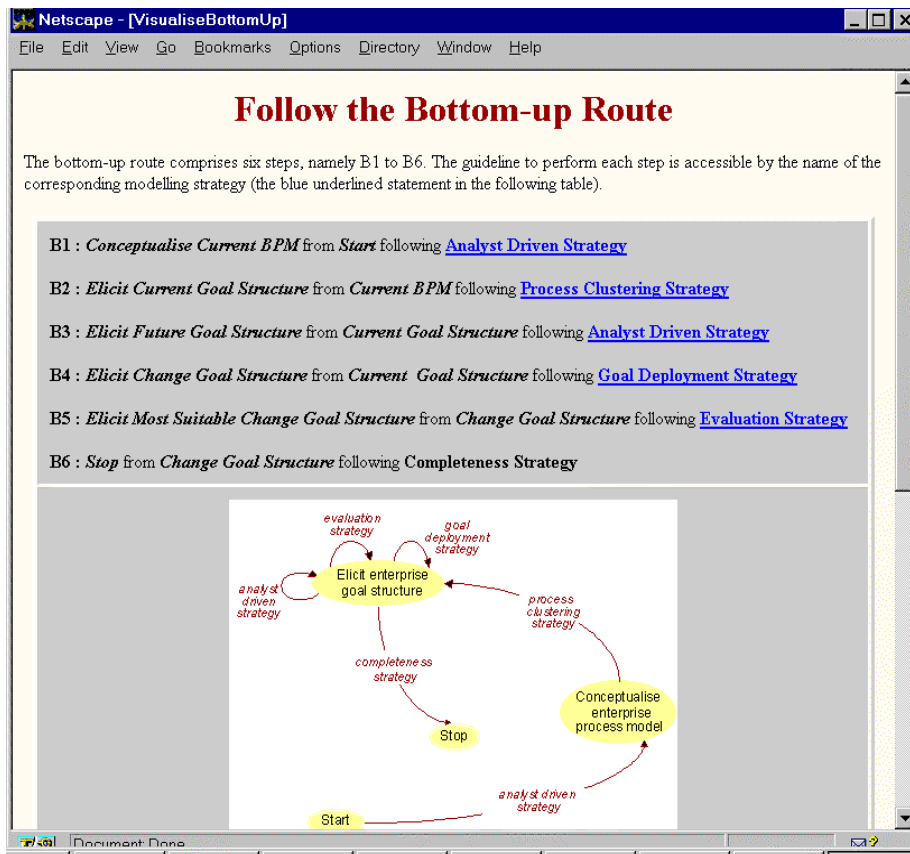 Netscape - [VisualiseBottomUp]
File Edit View Go Bookmarks Options Directory Window Help
Follow the Bottom-up Route
The bottom-up route comprises six steps, namely B1 to B6. The guideline to perform each step is accessible by the name of the
corresponding modelling strategy (the blue underlined statement in the following table).
B1 : Conceptualise Current BPM from Start following Analyst Driven Strategy
B2 : Elicit Current Goal Structure from Current BPM following Process Clustering Strategy
B3 : Elicit Future Goal Structure from Current Goal Structure following Analyst Driven Strategy
B4 : Elicit Change Goal Structure from Current Goal Structure following Goal Deployment Strategy
B5 : Elicit Most Suitable Change Goal Structure from Change Goal Structure following Evaluation Strategy
B6 : Stop from Change Goal Structure following Completeness Strategy
evaluation
strategy
goal
deployment
strategy
Elicit enterprise
goal structure
analyst
driven
strategy
process
clustering
strategy
completeness
strategy
Conceptualise
enterprise
process model
Stop
analyst driven
strategy
Start
Document: Done